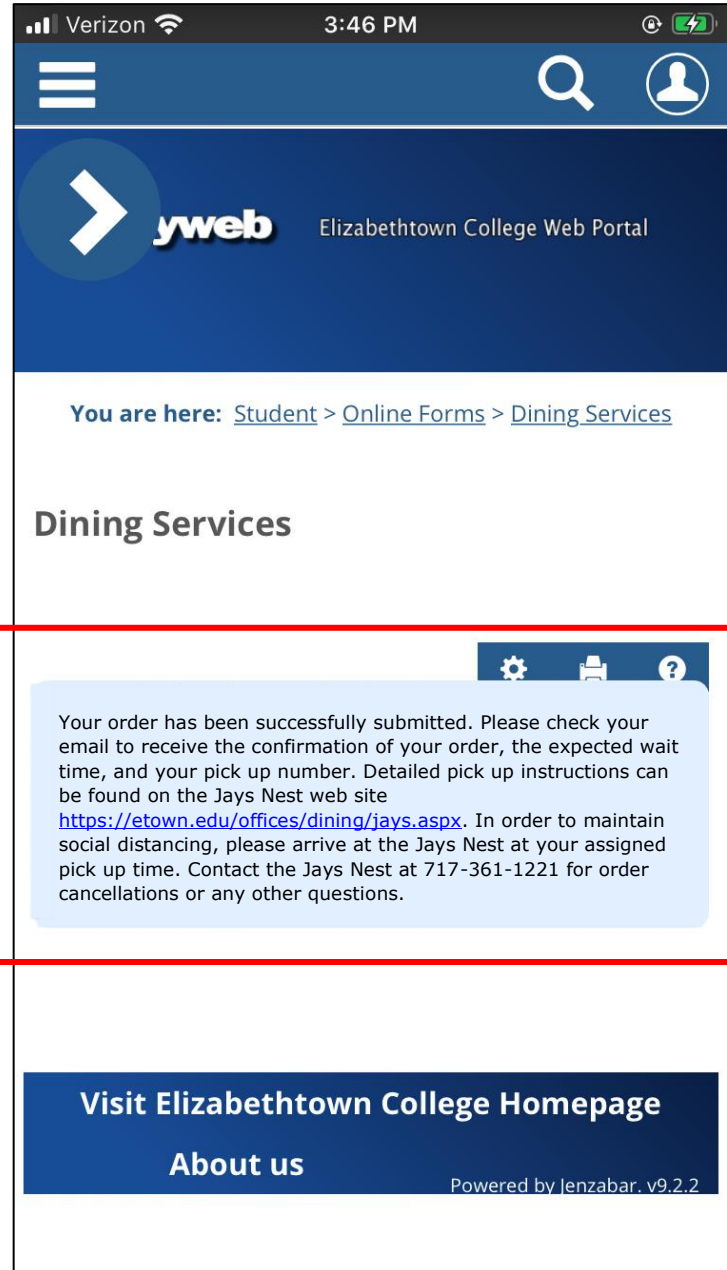 Verizon 3:46 PM
yweb Elizabethtown College Web Portal
You are here: Student > Online Forms > Dining Services
Dining Services
Your order has been successfully submitted. Please check your
email to receive the confirmation of your order, the expected wait
time, and your pick up number. Detailed pick up instructions can
be found on the Jays Nest web site
https://etown.edu/offices/dining/jays.aspx. In order to maintain
social distancing, please arrive at the Jays Nest at your assigned
pick up time. Contact the Jays Nest at 717-361-1221 for order
cancellations or any other questions.
Visit Elizabethtown College Homepage
About us
Powered by Jenzabar. v9.2.2